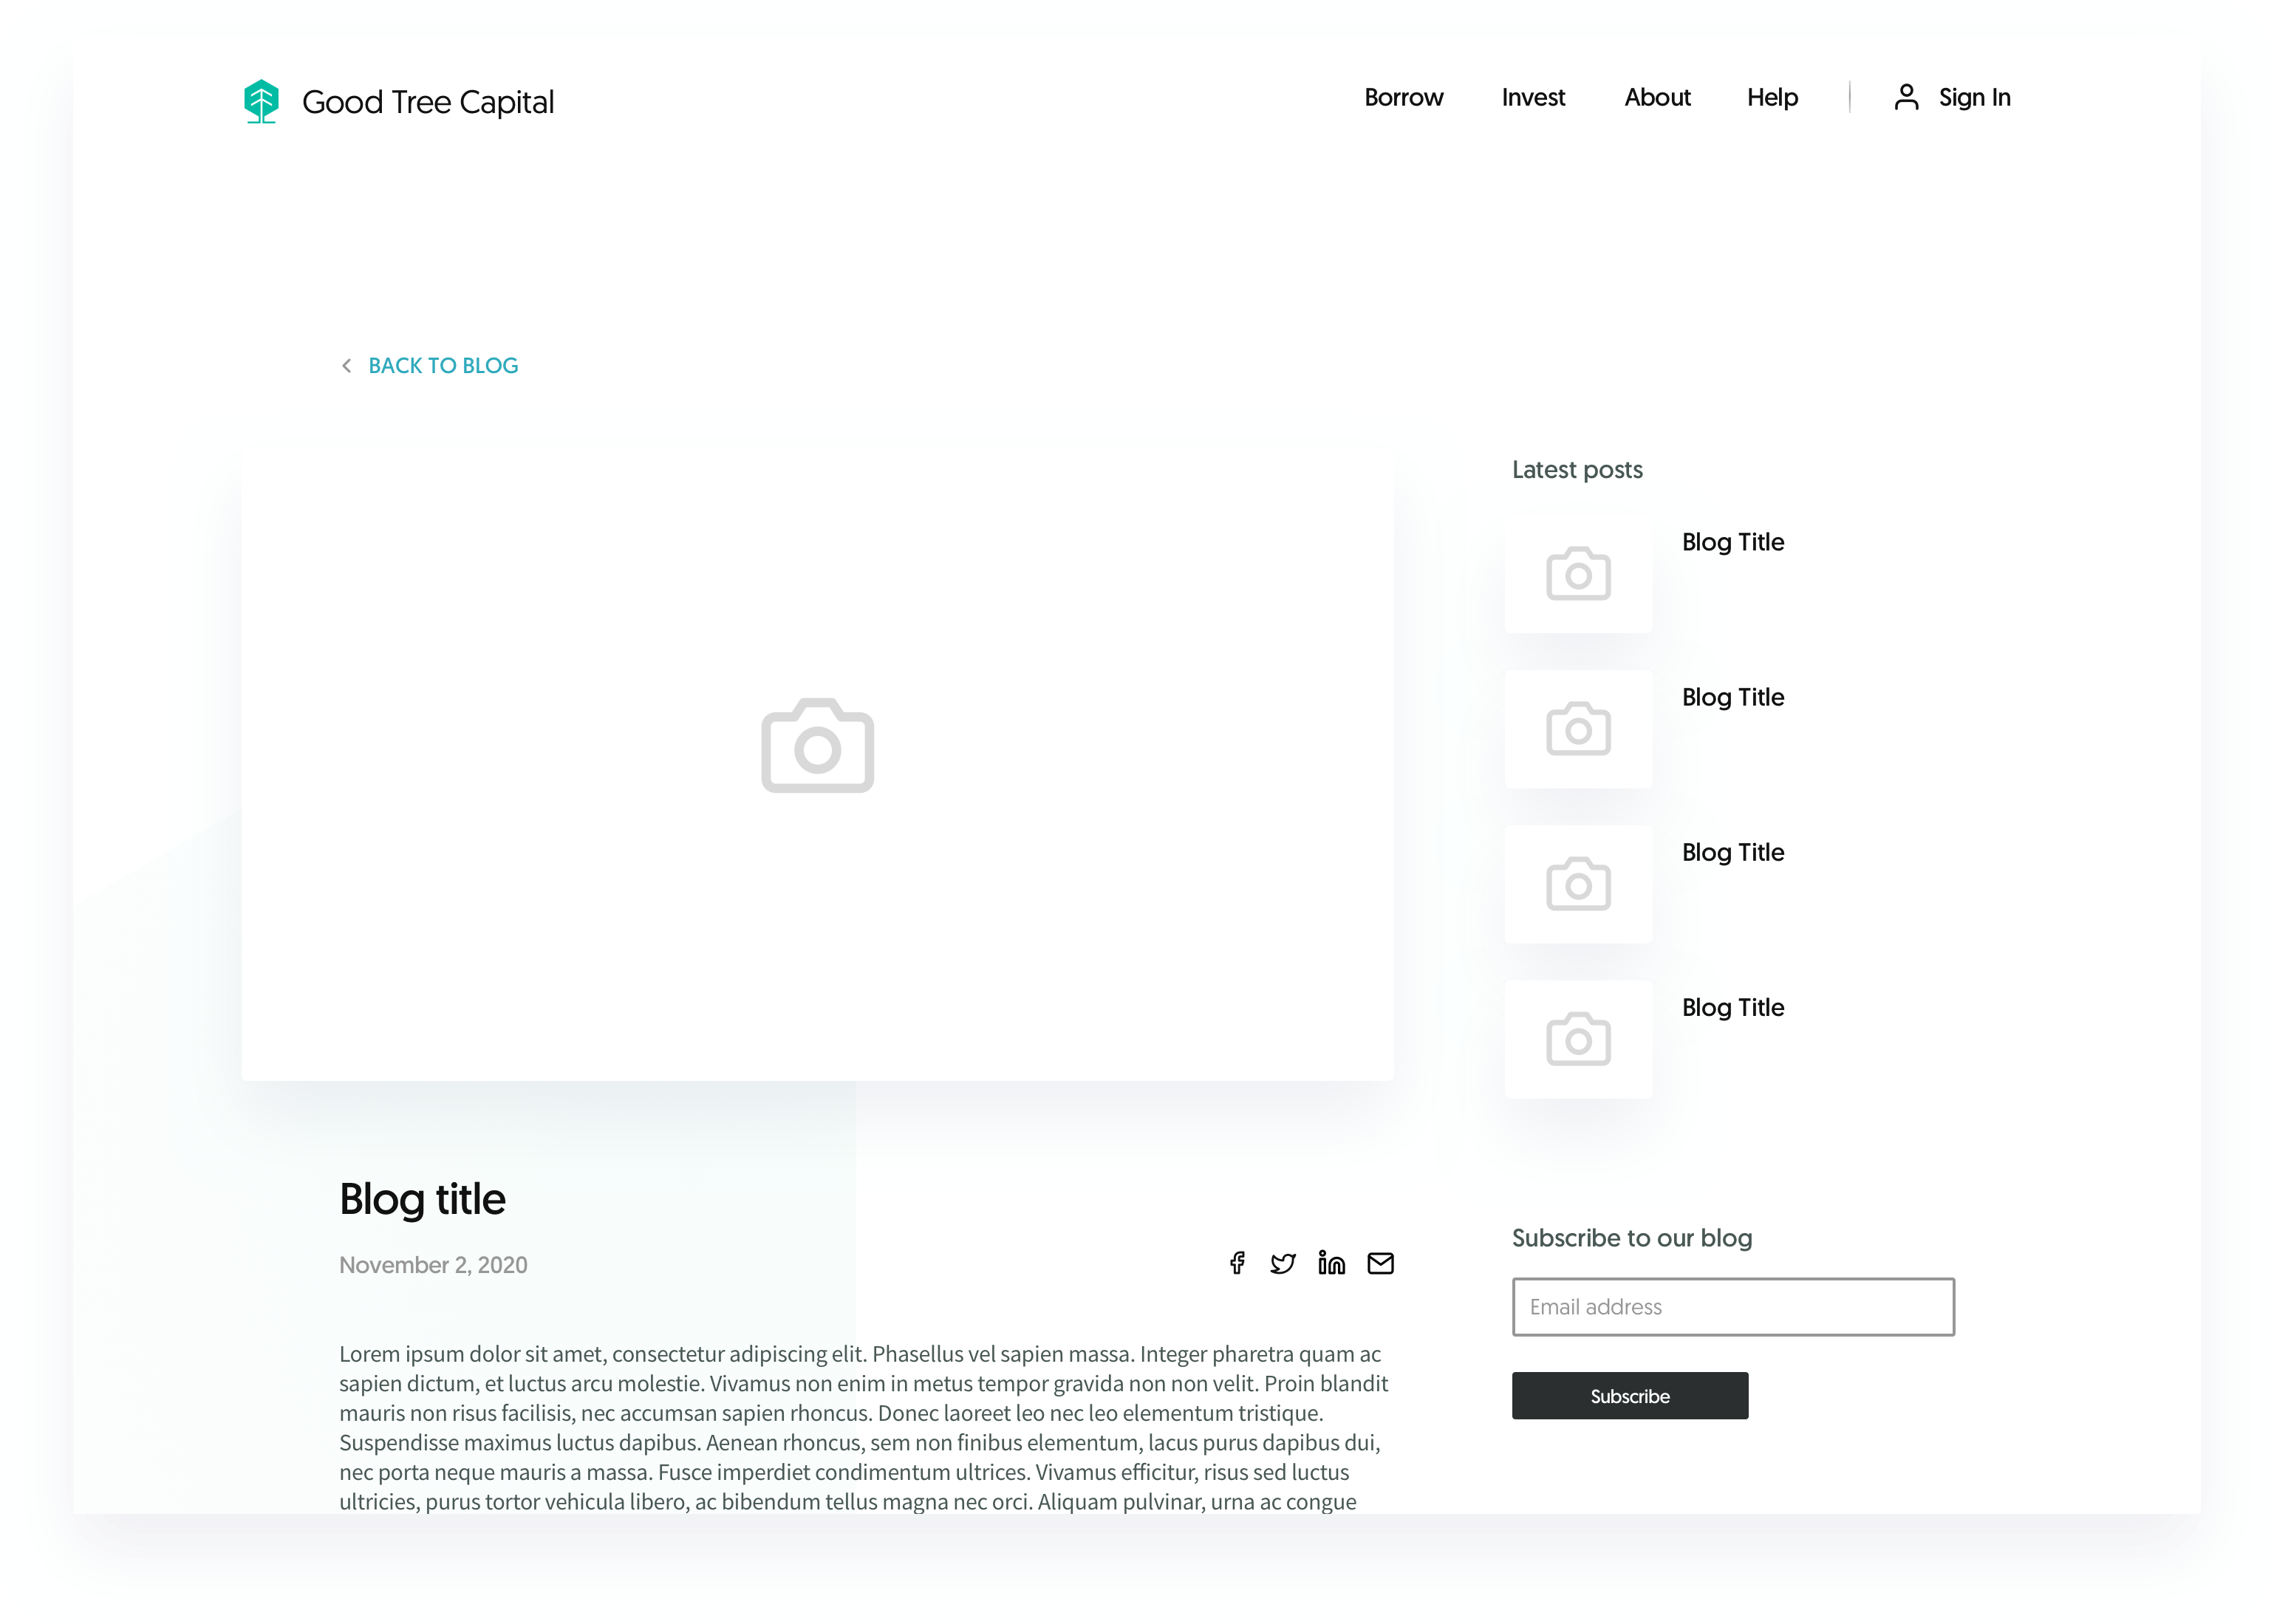 Good Tree Capital
Borrow
Invest
About
Help
Sign In
BACK TO BLOG
Latest posts
Blog Title
Blog Title
Blog Title
Blog Title
Blog title
November 2, 2020
Lorem ipsum dolor sit amet, consectetur adipiscing elit. Phasellus vel sapien massa. Integer pharetra quam ac
sapien dictum, et luctus arcu molestie. Vivamus non enim in metus tempor gravida non non velit. Proin blandit
mauris non risus facilisis, nec accumsan sapien rhoncus. Donec laoreet leo nec leo elementum tristique.
Suspendisse maximus luctus dapibus. Aenean rhoncus, sem non finibus elementum, lacus purus dapibus dui,
nec porta neque mauris a massa. Fusce imperdiet condimentum ultrices. Vivamus efficitur, risus sed luctus
ultricies, purus tortor vehicula libero, ac bibendum tellus magna nec orci. Aliquam pulvinar, urna ac congue
Subscribe to our blog
Email address
Subscribe